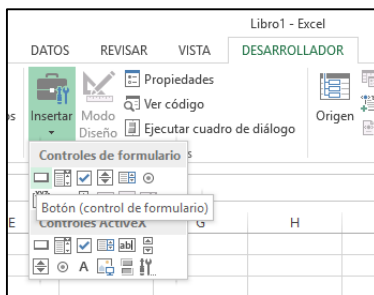 Libro1 - Excel
DATOS REVISAR VISTA DESARROLLADOR
Propiedades
Ver código
Insertar Modo Diseño Ejecutar cuadro de diálogo Origen
Controles de formulario
Botón (control de formulario)
Controles ActiveX G H
ab|
A